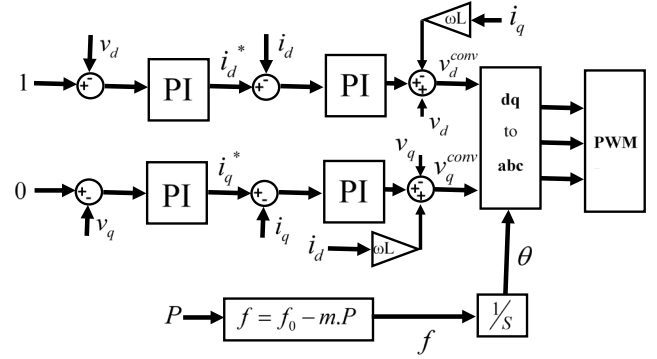 ωL
i_q
v_d
i_d^*
i_d
v_d^{conv}
1
PI
PI
v_d
dq
to
abc
PWM
i_q^*
v_q
v_q^{conv}
0
PI
PI
v_q
i_q
i_d
ωL
θ
P
f = f_0 − m.P
f
1/S